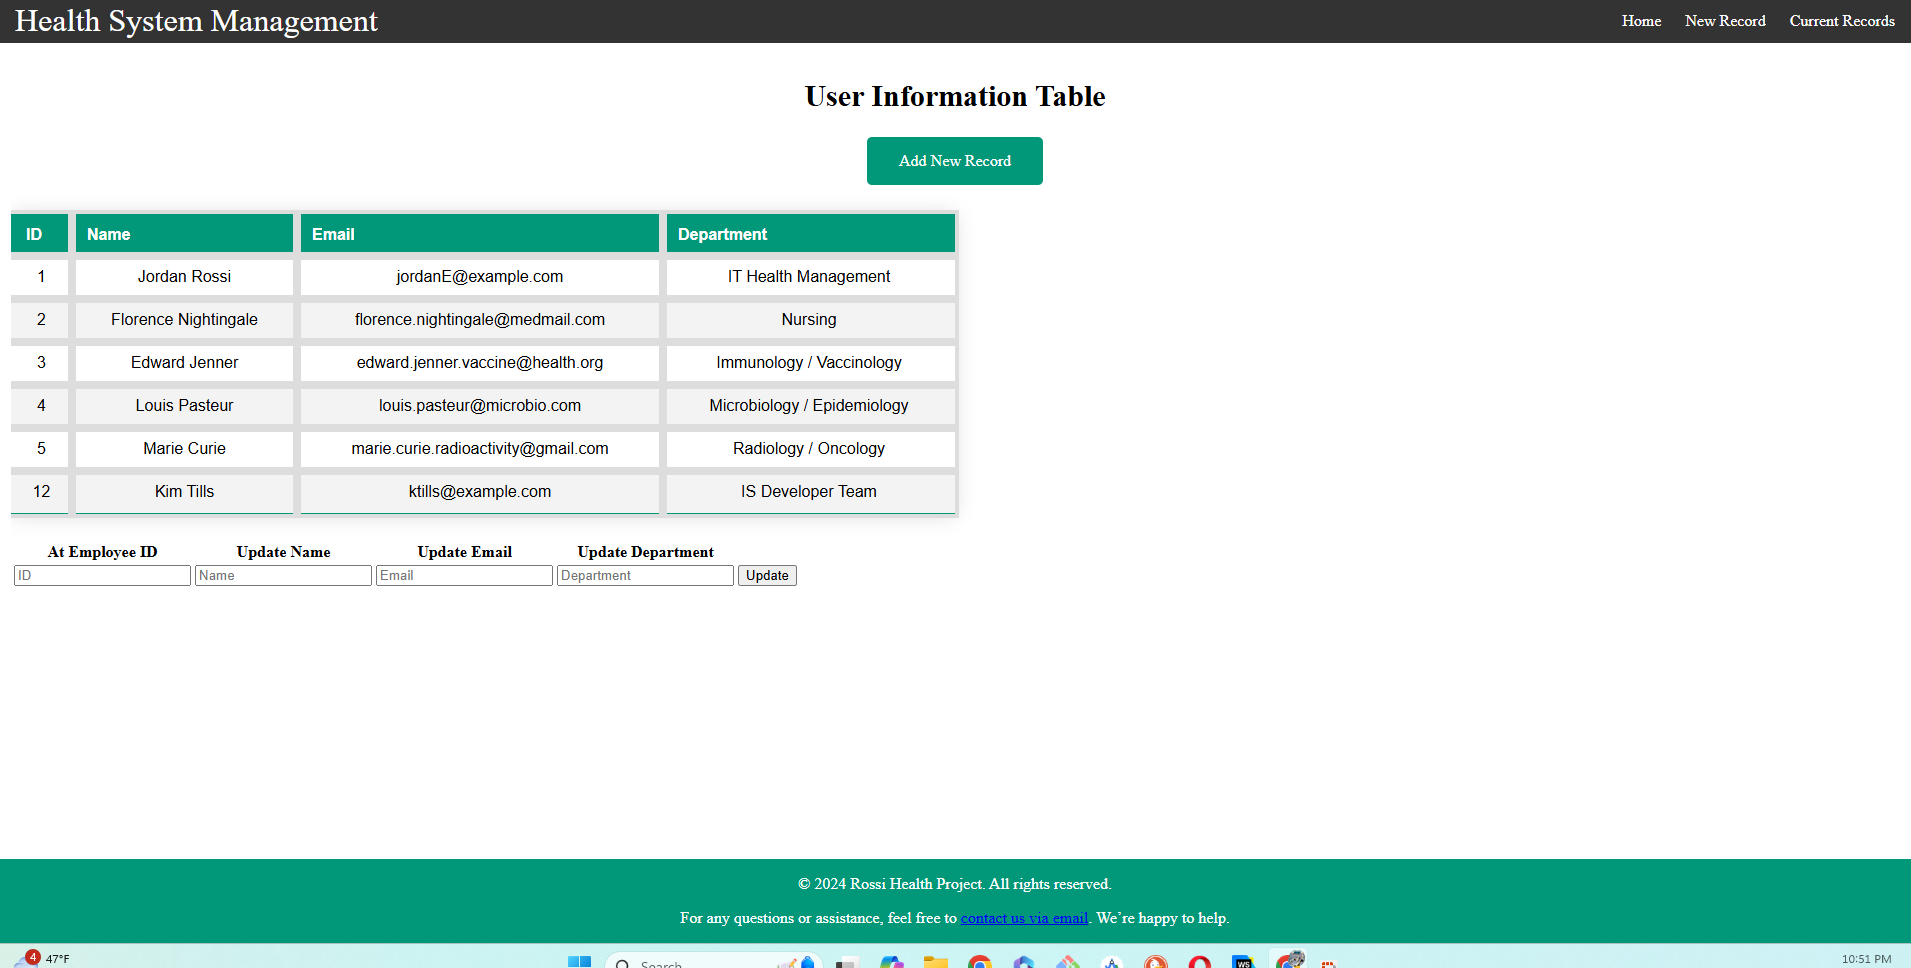 Health System Management
Home New Record Current Records
User Information Table
Add New Record
ID Name Email Department
1 Jordan Rossi jordanE@example.com IT Health Management
2 Florence Nightingale florence.nightingale@medmail.com Nursing
3 Edward Jenner edward.jenner.vaccine@health.org Immunology / Vaccinology
4 Louis Pasteur louis.pasteur@microbio.com Microbiology / Epidemiology
5 Marie Curie marie.curie.radioactivity@gmail.com Radiology / Oncology
12 Kim Tills ktills@example.com IS Developer Team
At Employee ID Update Name Update Email Update Department
ID Name Email Department Update
© 2024 Rossi Health Project. All rights reserved.
For any questions or assistance, feel free to contact us via email. We’re happy to help.
4 47°F Search WS 10:51 PM